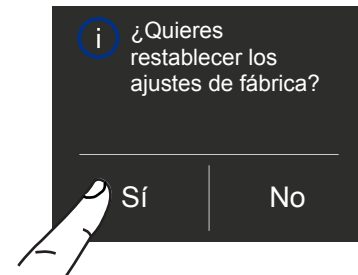 i ¿Quieres
restablecer los
ajustes de fábrica?
Sí No